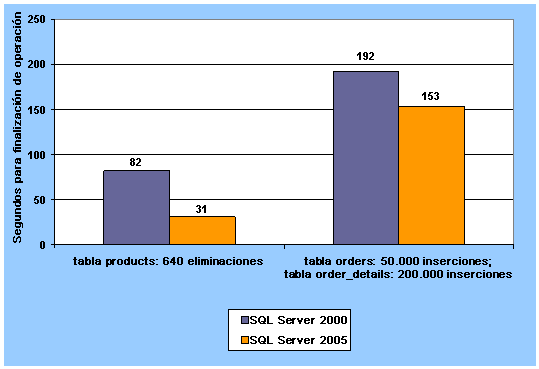 Segundos para finalización de operación
250
200
150
100
50
0
82
31
192
153
tabla products: 640 eliminaciones
tabla orders: 50.000 inserciones;
tabla order_details: 200.000 inserciones
SQL Server 2000
SQL Server 2005